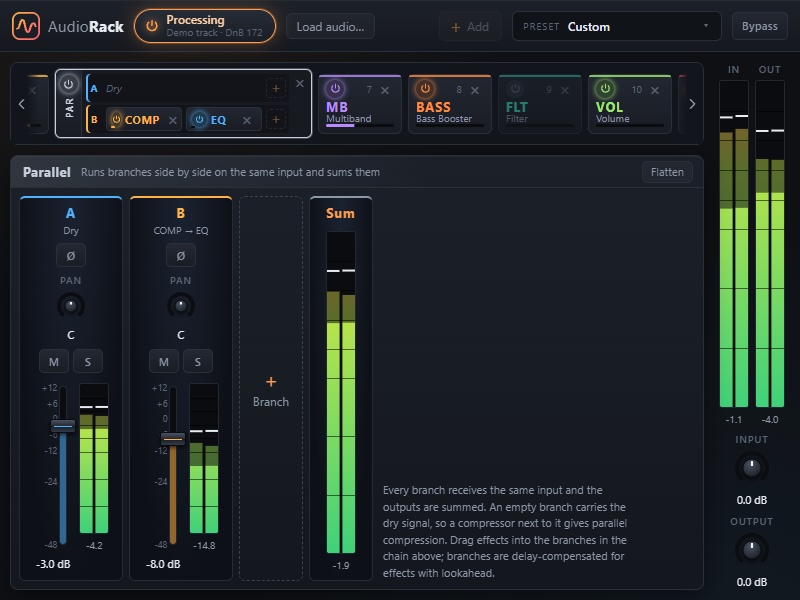 AudioRack
Processing
Demo track · DnB 172
Load audio...
+ Add
PRESET Custom
Bypass
PAR
A Dry +
B COMP EQ +
7
MB
Multiband
8
BASS
Bass Booster
9
FLT
Filter
10
VOL
Volume
IN OUT
Parallel Runs branches side by side on the same input and sums them
Flatten
A
Dry
Ø
PAN
C
M S
+12
+6
0
-12
-24
-48
-4.2
-3.0 dB
B
COMP → EQ
Ø
PAN
C
M S
+12
+6
0
-12
-24
-48
-14.8
-8.0 dB
+
Branch
Sum
-1.9
Every branch receives the same input and the
outputs are summed. An empty branch carries the
dry signal, so a compressor next to it gives parallel
compression. Drag effects into the branches in the
chain above; branches are delay-compensated for
effects with lookahead.
-1.1 -4.0
INPUT
0.0 dB
OUTPUT
0.0 dB